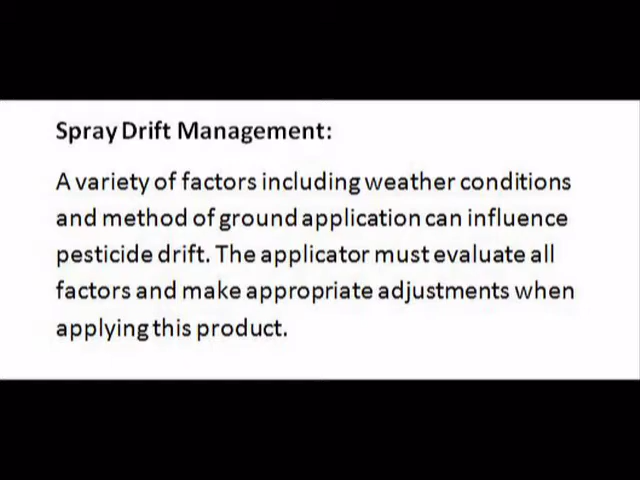 Spray Drift Management:
A variety of factors including weather conditions
and method of ground application can influence
pesticide drift. The applicator must evaluate all
factors and make appropriate adjustments when
applying this product.